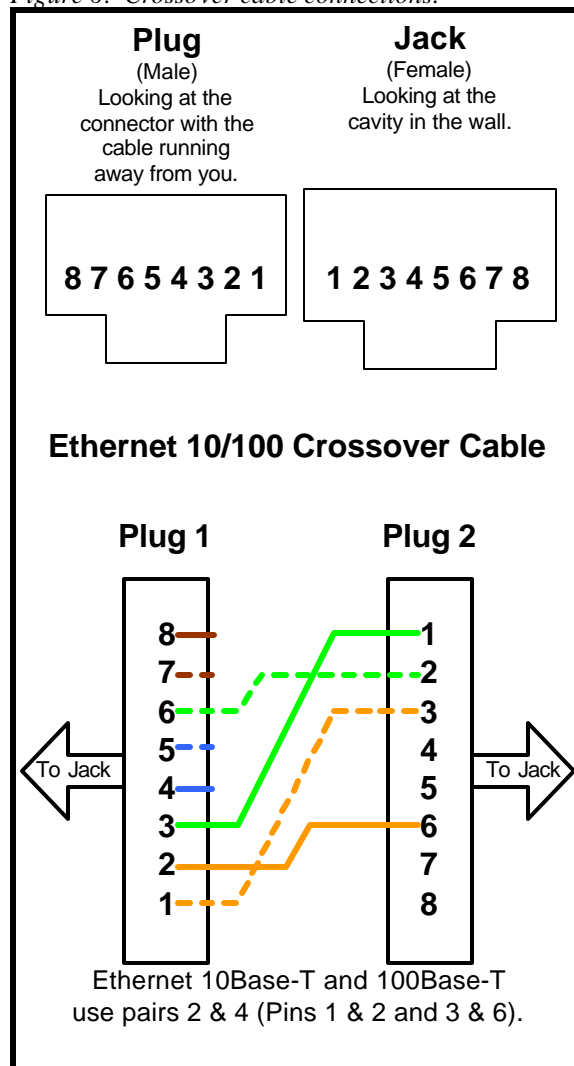 Figure 6. Crossover cable connections.
Plug
(Male)
Looking at the
connector with the
cable running
away from you.
Jack
(Female)
Looking at the
cavity in the wall.
8 7 6 5 4 3 2 1
1 2 3 4 5 6 7 8
Ethernet 10/100 Crossover Cable
Plug 1
Plug 2
8
7
6
5
4
3
2
1
1
2
3
4
5
6
7
8
To Jack
To Jack
Ethernet 10Base-T and 100Base-T
use pairs 2 & 4 (Pins 1 & 2 and 3 & 6).